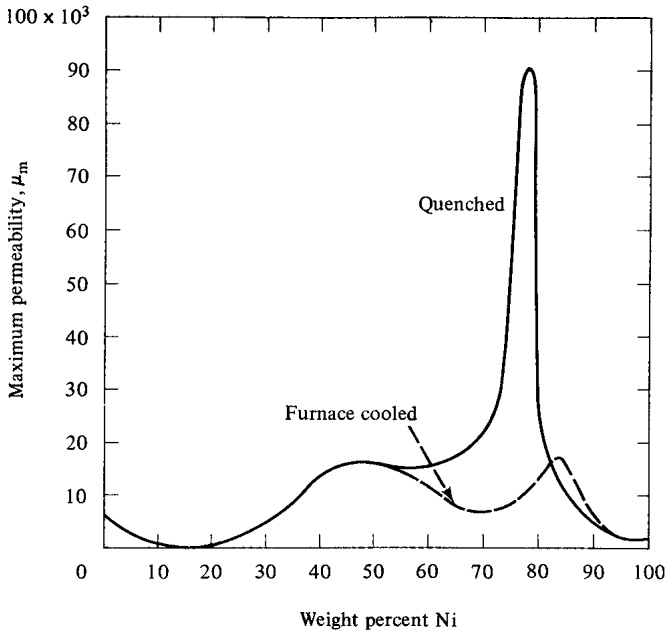 100 x 10³
90
80
70
60
50
40
30
20
10
Maximum permeability, μₘ
Quenched
Furnace cooled
0 10 20 30 40 50 60 70 80 90 100
Weight percent Ni